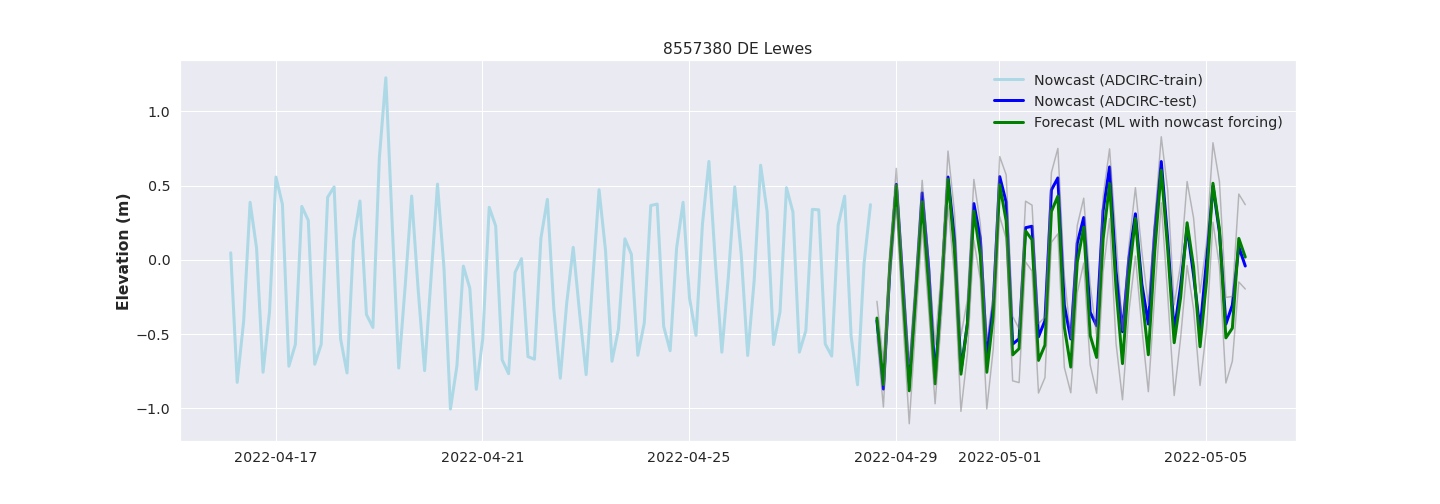 8557380 DE Lewes
Nowcast (ADCIRC-train)
Nowcast (ADCIRC-test)
Forecast (ML with nowcast forcing)
Elevation (m)
1.0
0.5
0.0
−0.5
−1.0
2022-04-17
2022-04-21
2022-04-25
2022-04-29
2022-05-01
2022-05-05